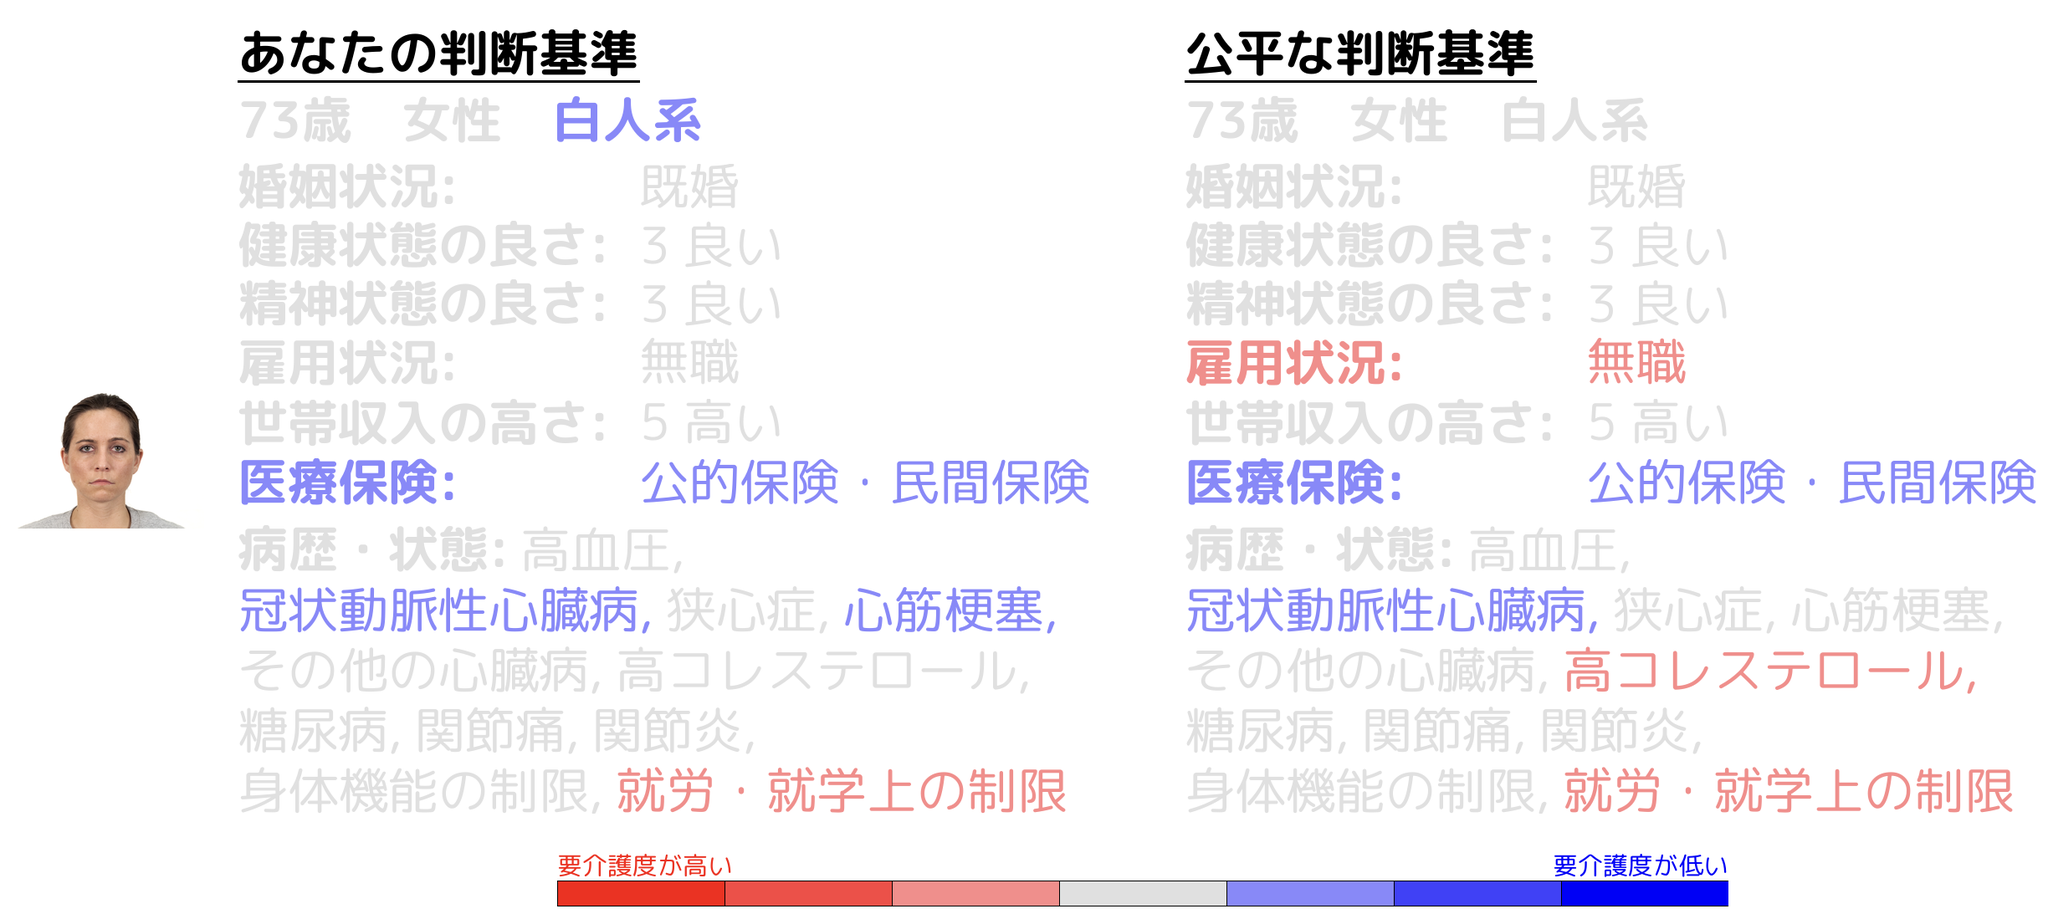 あなたの判断基準
73歳 女性 白人系
婚姻状況: 既婚
健康状態の良さ: 3 良い
精神状態の良さ: 3 良い
雇用状況: 無職
世帯収入の高さ: 5 高い
医療保険: 公的保険・民間保険
病歴・状態: 高血圧,
冠状動脈性心臓病, 狭心症, 心筋梗塞,
その他の心臓病, 高コレステロール,
糖尿病, 関節痛, 関節炎,
身体機能の制限, 就労・就学上の制限
公平な判断基準
73歳 女性 白人系
婚姻状況: 既婚
健康状態の良さ: 3 良い
精神状態の良さ: 3 良い
雇用状況: 無職
世帯収入の高さ: 5 高い
医療保険: 公的保険・民間保険
病歴・状態: 高血圧,
冠状動脈性心臓病, 狭心症, 心筋梗塞,
その他の心臓病, 高コレステロール,
糖尿病, 関節痛, 関節炎,
身体機能の制限, 就労・就学上の制限
要介護度が高い
要介護度が低い